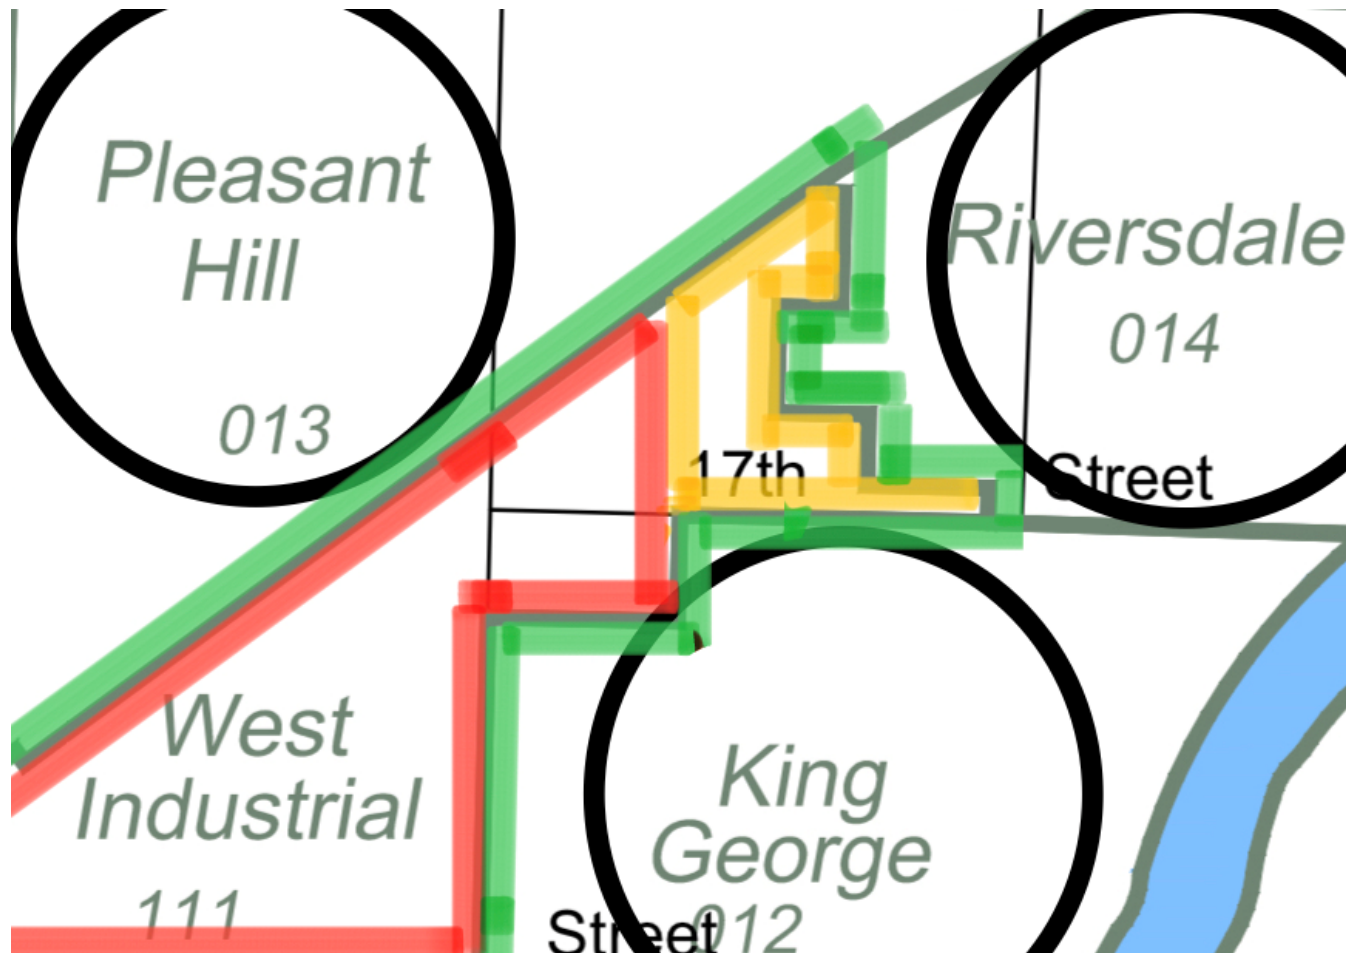 Pleasant
Hill
013
Riversdale
014
17th Street
West
Industrial
111
King
George
012
Street